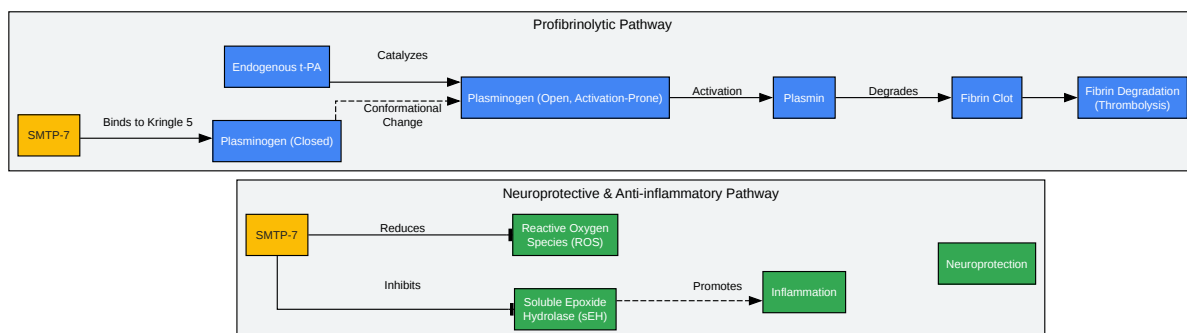 Profibrinolytic Pathway
Endogenous t-PA
Catalyzes
Plasminogen (Open, Activation-Prone)
Activation
Plasmin
Degrades
Fibrin Clot
Fibrin Degradation
(Thrombolysis)
Conformational
Change
SMTP-7
Binds to Kringle 5
Plasminogen (Closed)
Neuroprotective & Anti-inflammatory Pathway
SMTP-7
Reduces
Reactive Oxygen
Species (ROS)
Neuroprotection
Inhibits
Soluble Epoxide
Hydrolase (sEH)
Promotes
Inflammation